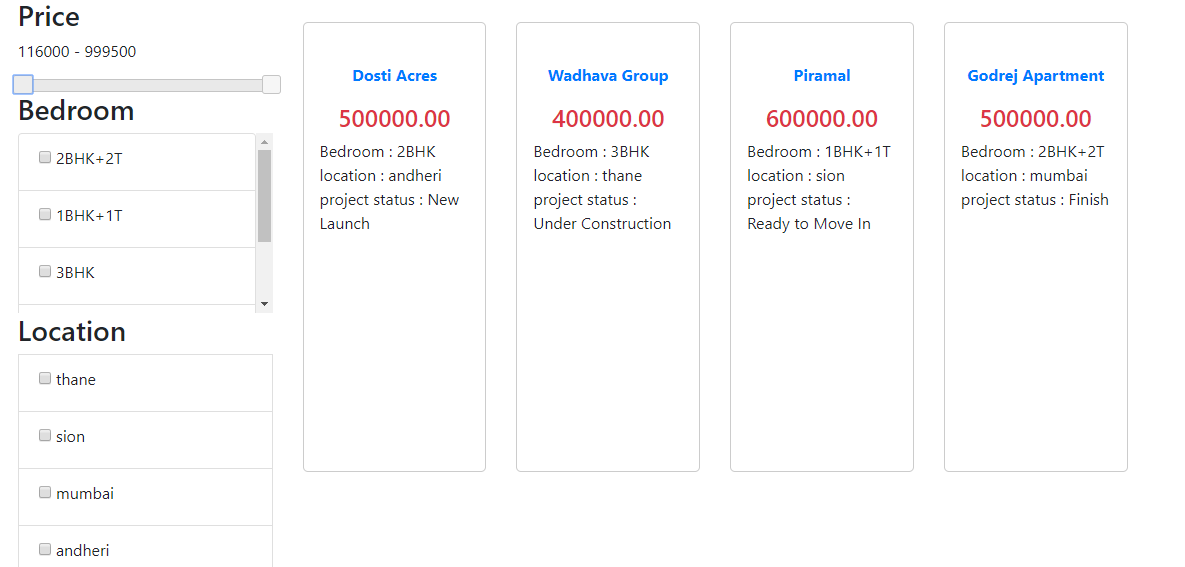 Price
116000 - 999500
Bedroom
2BHK+2T
1BHK+1T
3BHK
Location
thane
sion
mumbai
andheri
Dosti Acres
500000.00
Bedroom : 2BHK
location : andheri
project status : New
Launch
Wadhava Group
400000.00
Bedroom : 3BHK
location : thane
project status :
Under Construction
Piramal
600000.00
Bedroom : 1BHK+1T
location : sion
project status :
Ready to Move In
Godrej Apartment
500000.00
Bedroom : 2BHK+2T
location : mumbai
project status : Finish